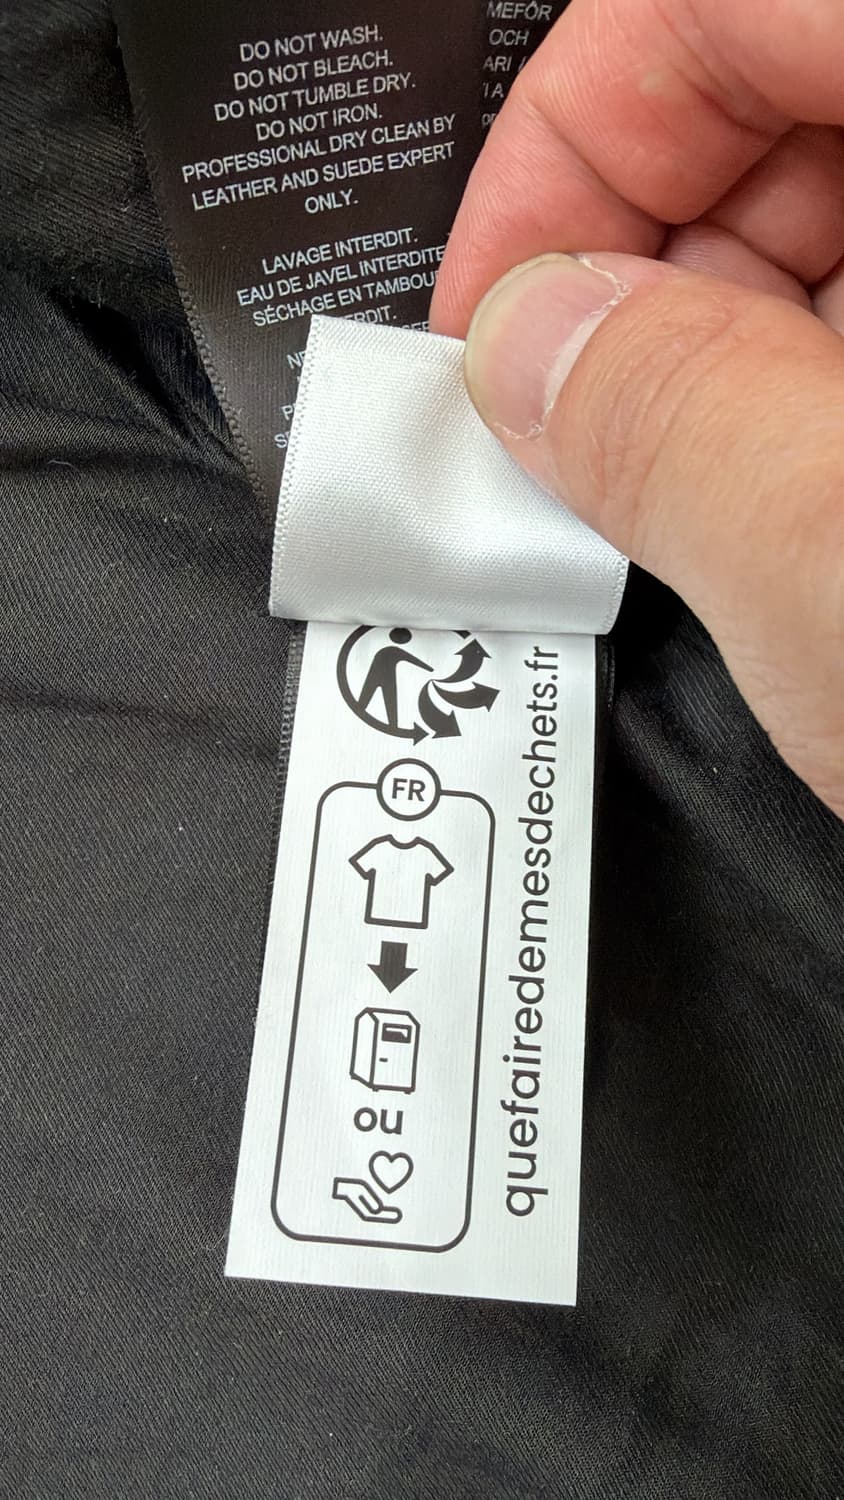 DO NOT WASH.
DO NOT BLEACH.
DO NOT TUMBLE DRY.
DO NOT IRON.
PROFESSIONAL DRY CLEAN BY
LEATHER AND SUEDE EXPERT
ONLY.
LAVAGE INTERDIT.
EAU DE JAVEL INTERDITE
SÉCHAGE EN
MEFÖR
OCH
ARI
FR
ou
quefairedemesdechets.fr